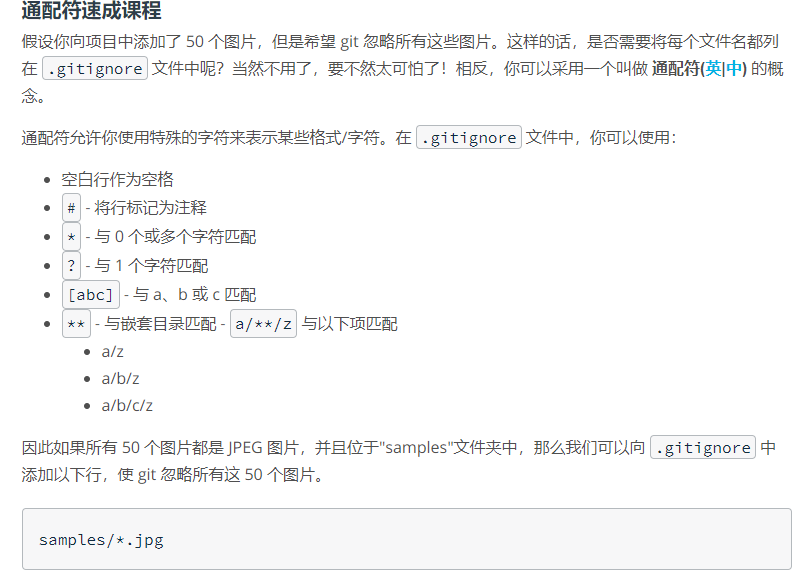 通配符速成课程
假设你向项目中添加了 50 个图片，但是希望 git 忽略所有这些图片。这样的话，是否需要将每个文件名都列
在 .gitignore 文件中呢？当然不用了，要不然太可怕了！相反，你可以采用一个叫做 通配符(英|中) 的概
念。
通配符允许你使用特殊的字符来表示某些格式/字符。在 .gitignore 文件中，你可以使用：
• 空白行作为空格
• # - 将行标记为注释
• * - 与 0 个或多个字符匹配
• ? - 与 1 个字符匹配
• [abc] - 与 a、b 或 c 匹配
• ** - 与嵌套目录匹配 - a/**/z 与以下项匹配
• a/z
• a/b/z
• a/b/c/z
因此如果所有 50 个图片都是 JPEG 图片，并且位于"samples"文件夹中，那么我们可以向 .gitignore 中
添加以下行，使 git 忽略所有这 50 个图片。
samples/*.jpg